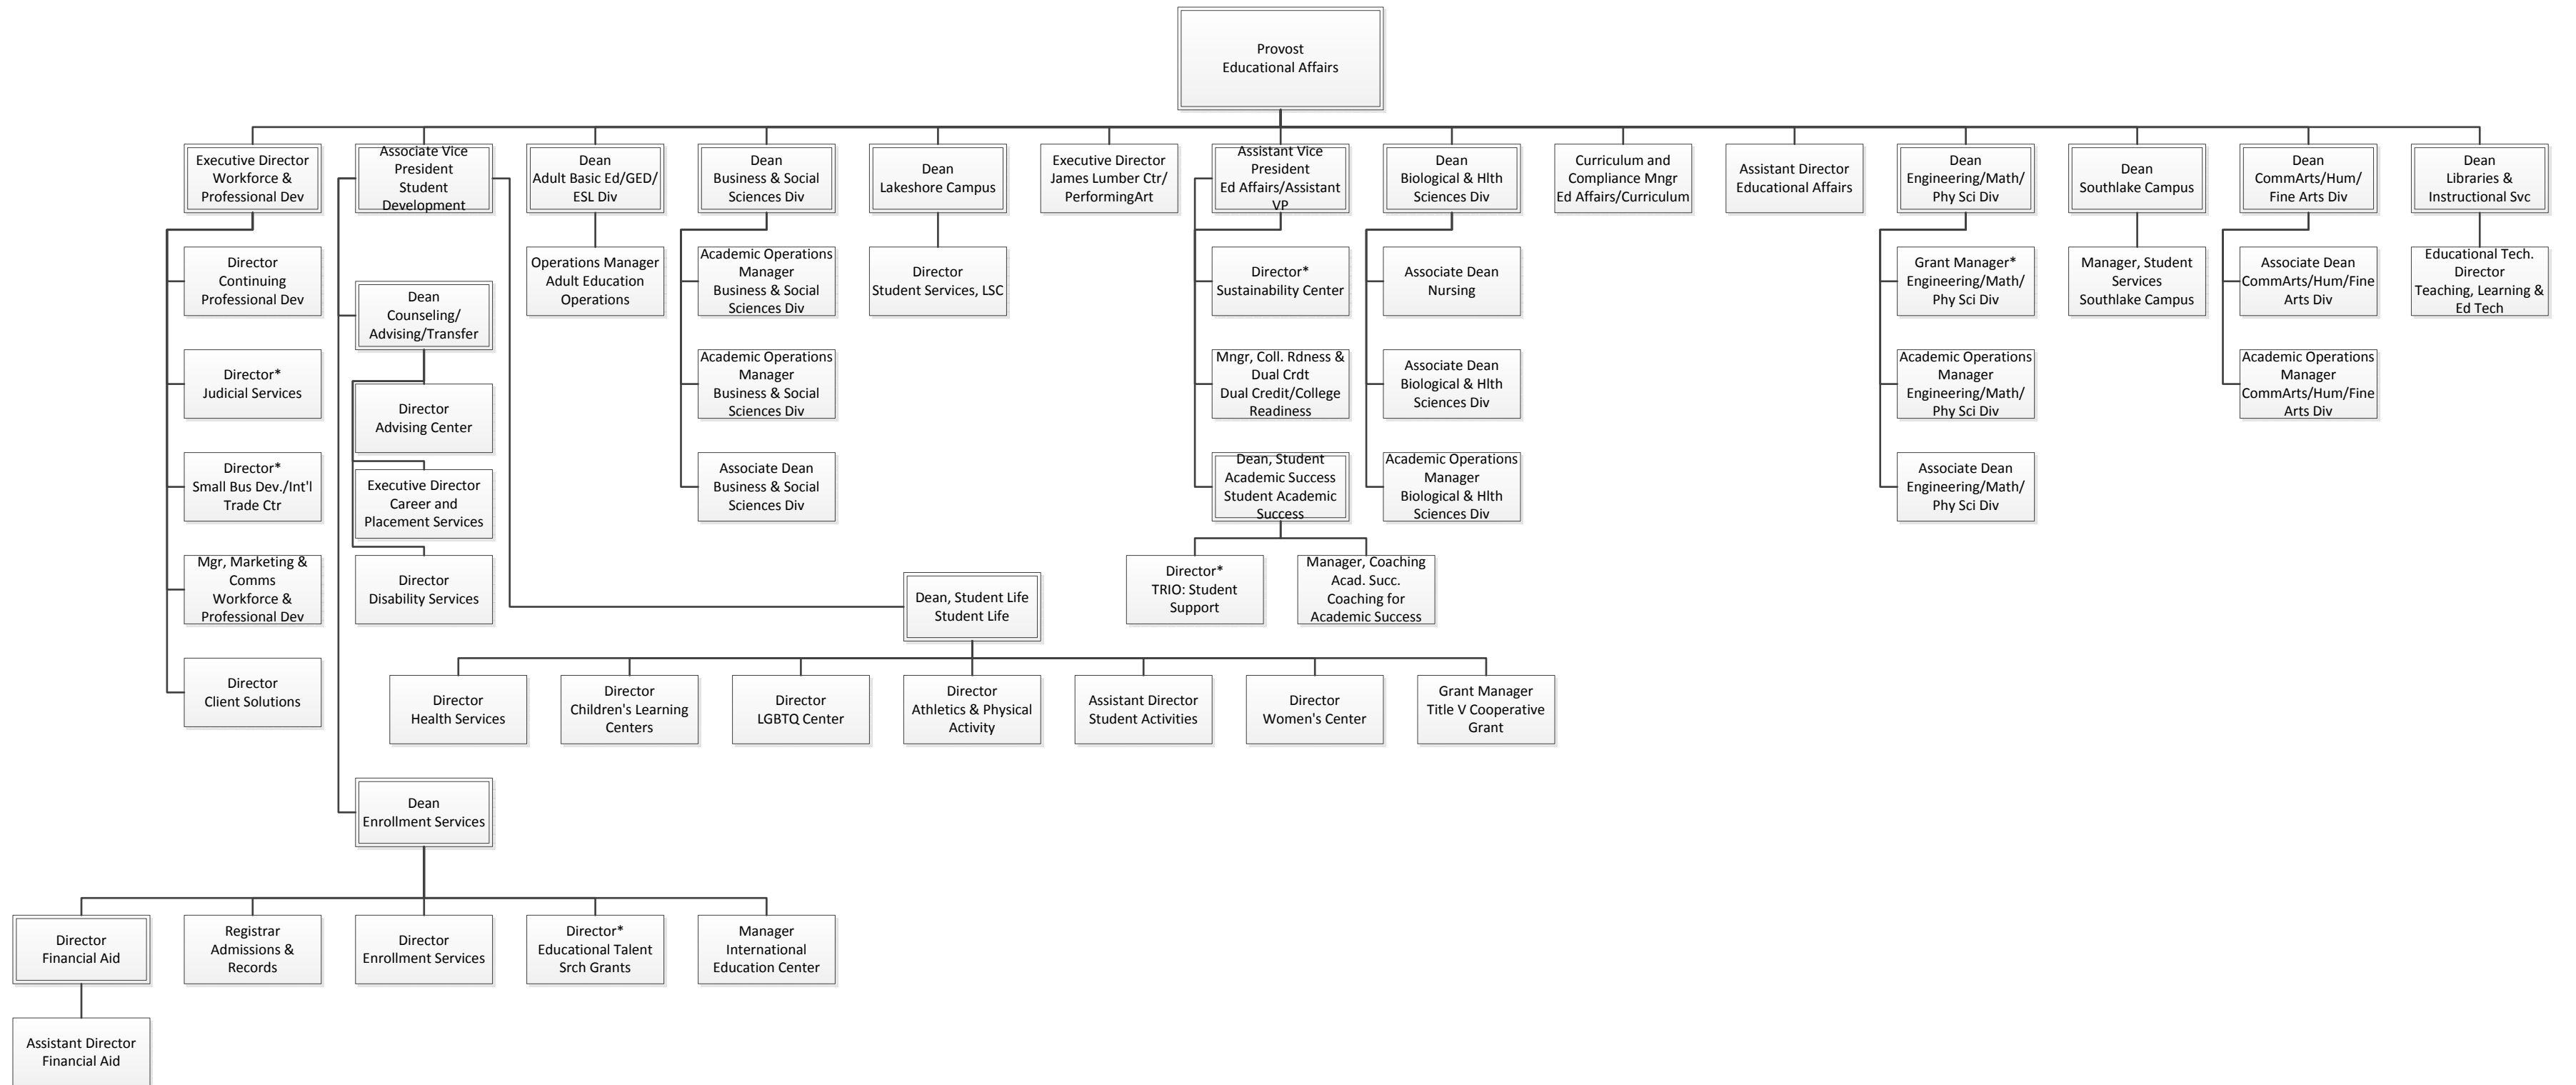 Provost
Educational Affairs
Executive Director
Workforce &
Professional Dev
Associate Vice
President
Student
Development
Dean
Adult Basic Ed/GED/
ESL Div
Dean
Business & Social
Sciences Div
Dean
Lakeshore Campus
Executive Director
James Lumber Ctr/
PerformingArt
Assistant Vice
President
Ed Affairs/Assistant
VP
Dean
Biological & Hlth
Sciences Div
Curriculum and
Compliance Mngr
Ed Affairs/Curriculum
Assistant Director
Educational Affairs
Dean
Engineering/Math/
Phy Sci Div
Dean
Southlake Campus
Dean
CommArts/Hum/
Fine Arts Div
Dean
Libraries &
Instructional Svc
Director
Continuing
Professional Dev
Dean
Counseling/
Advising/Transfer
Operations Manager
Adult Education
Operations
Academic Operations
Manager
Business & Social
Sciences Div
Director
Student Services, LSC
Director*
Sustainability Center
Associate Dean
Nursing
Grant Manager*
Engineering/Math/
Phy Sci Div
Manager, Student
Services
Southlake Campus
Associate Dean
CommArts/Hum/Fine
Arts Div
Educational Tech.
Director
Teaching, Learning &
Ed Tech
Director*
Judicial Services
Director
Advising Center
Academic Operations
Manager
Business & Social
Sciences Div
Mngr, Coll. Rdness &
Dual Crdt
Dual Credit/College
Readiness
Associate Dean
Biological & Hlth
Sciences Div
Academic Operations
Manager
Engineering/Math/
Phy Sci Div
Academic Operations
Manager
CommArts/Hum/Fine
Arts Div
Director*
Small Bus Dev./Int'l
Trade Ctr
Executive Director
Career and
Placement Services
Associate Dean
Business & Social
Sciences Div
Dean, Student
Academic Success
Student Academic
Success
Academic Operations
Manager
Biological & Hlth
Sciences Div
Associate Dean
Engineering/Math/
Phy Sci Div
Mgr, Marketing &
Comms
Workforce &
Professional Dev
Director
Disability Services
Dean, Student Life
Student Life
Director*
TRIO: Student
Support
Manager, Coaching
Acad. Succ.
Coaching for
Academic Success
Director
Client Solutions
Director
Health Services
Director
Children's Learning
Centers
Director
LGBTQ Center
Director
Athletics & Physical
Activity
Assistant Director
Student Activities
Director
Women's Center
Grant Manager
Title V Cooperative
Grant
Dean
Enrollment Services
Director
Financial Aid
Registrar
Admissions &
Records
Director
Enrollment Services
Director*
Educational Talent
Srch Grants
Manager
International
Education Center
Assistant Director
Financial Aid